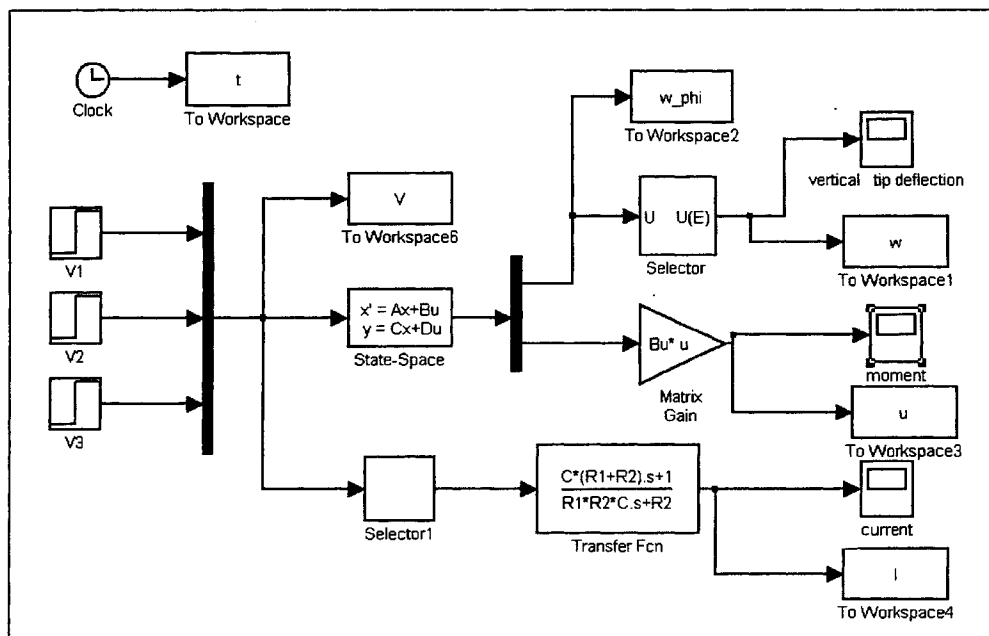 t
Clock
To Workspace
w_phi
To Workspace2
vertical tip deflection
V1
V
To Workspace6
U U(E)
Selector
w
To Workspace1
V2
x' = Ax+Bu
y = Cx+Du
State-Space
Bu* u
Matrix
Gain
moment
u
To Workspace3
V3
Selector1
C*(R1+R2).s+1
R1*R2*C.s+R2
Transfer Fcn
current
I
To Workspace4